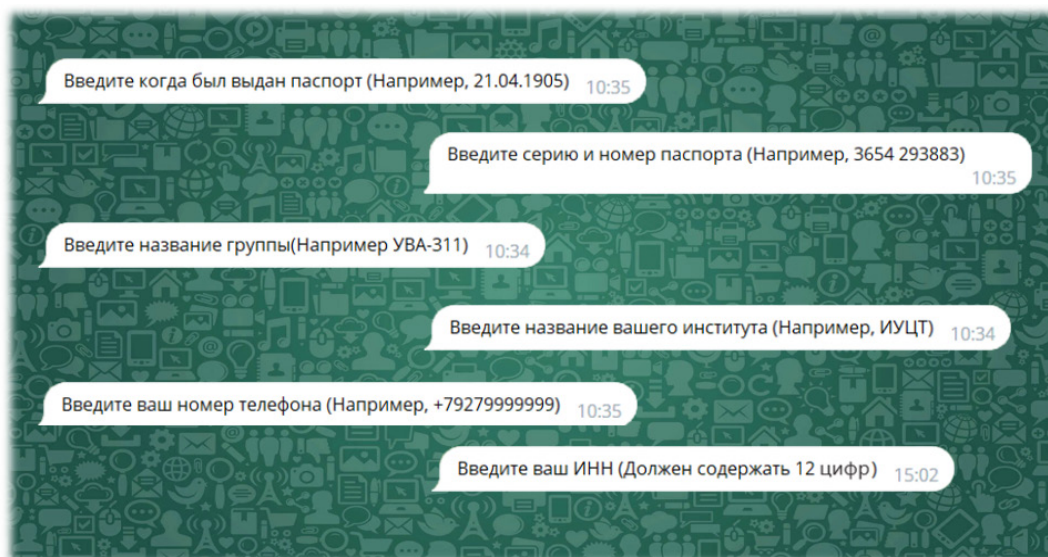 Введите когда был выдан паспорт (Например, 21.04.1905) 10:35
Введите серию и номер паспорта (Например, 3654 293883)
10:35
Введите название группы(Например УВА-311) 10:34
Введите название вашего института (Например, ИУЦТ) 10:34
Введите ваш номер телефона (Например, +79279999999) 10:35
Введите ваш ИНН (Должен содержать 12 цифр) 15:02